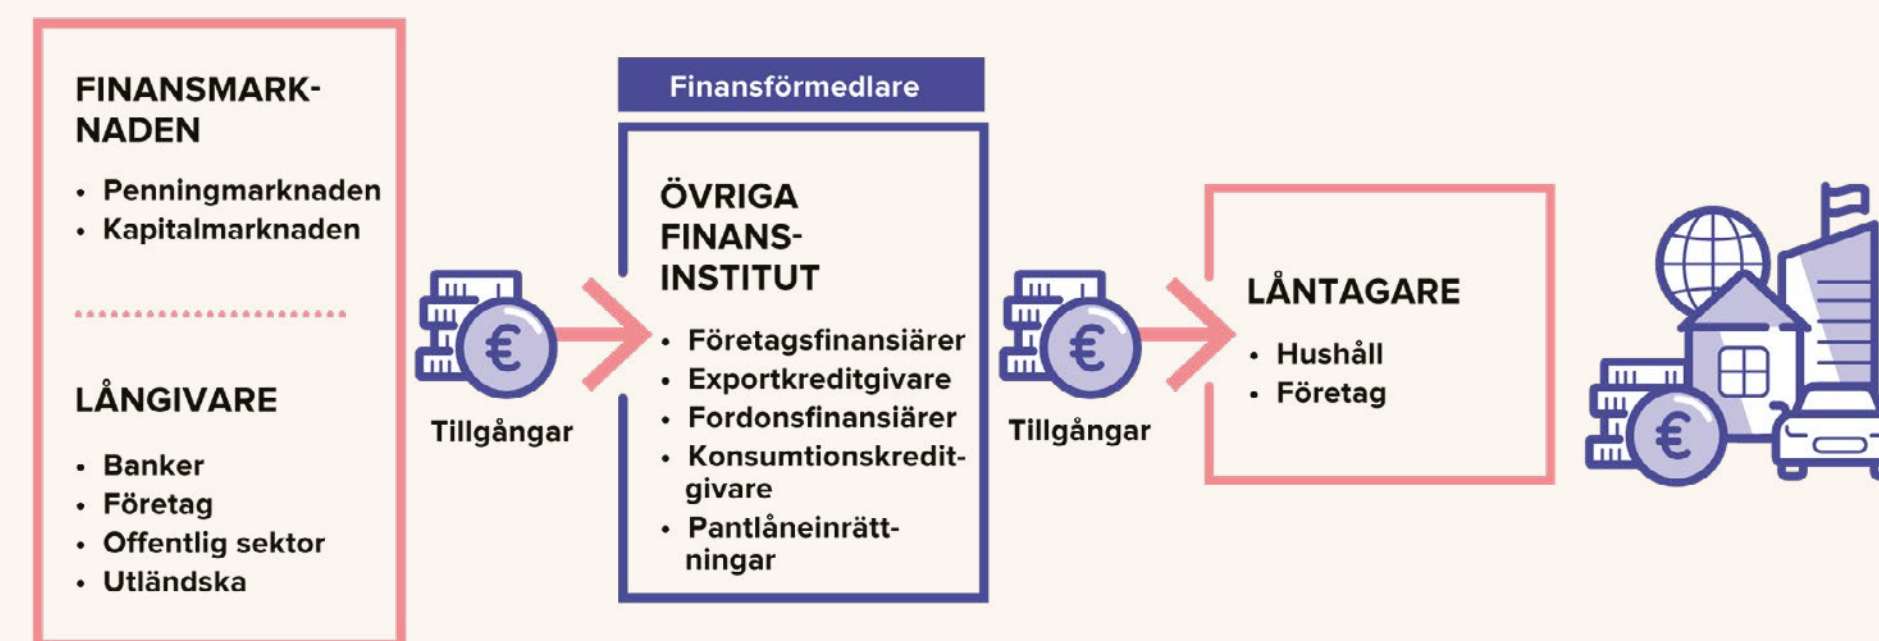 FINANSMARK-
NADEN
• Penningmarknaden
• Kapitalmarknaden
LÅNGIVARE
• Banker
• Företag
• Offentlig sektor
• Utländska
€
Tillgångar
Finansförmedlare
ÖVRIGA
FINANS-
INSTITUT
• Företagsfinansiärer
• Exportkreditgivare
• Fordonsfinansiärer
• Konsumtionskredit-
givare
• Pantlåneinrätt-
ningar
€
Tillgångar
LÅNTAGARE
• Hushåll
• Företag
€